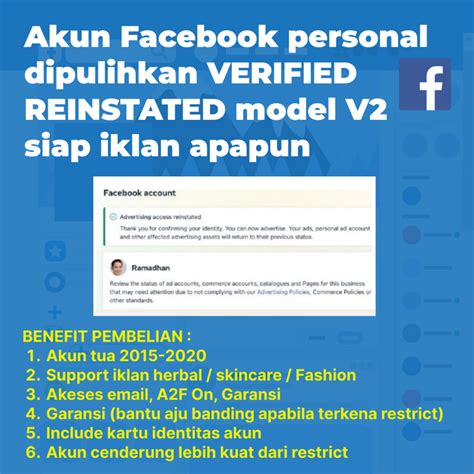 Akun Facebook personal
dipulihkan VERIFIED
REINSTATED model V2
siap iklan apapun
Facebook account
Advertising access reinstated
Thank you for confirming your identity. You can now advertise. Your ads, personal ad account
and other affected advertising assets will return to their previous status.
Ramadhan
Review the status of ad accounts, commerce accounts, catalogues and Pages for this business
that may need attention due to not complying with our Advertising Policies, Commerce Policies or
other standards.
BENEFIT PEMBELIAN :
1. Akun tua 2015-2020
2. Support iklan herbal / skincare / Fashion
3. Akeses email, A2F On, Garansi
4. Garansi (bantu aju banding apabila terkena restrict)
5. Include kartu identitas akun
6. Akun cenderung lebih kuat dari restrict